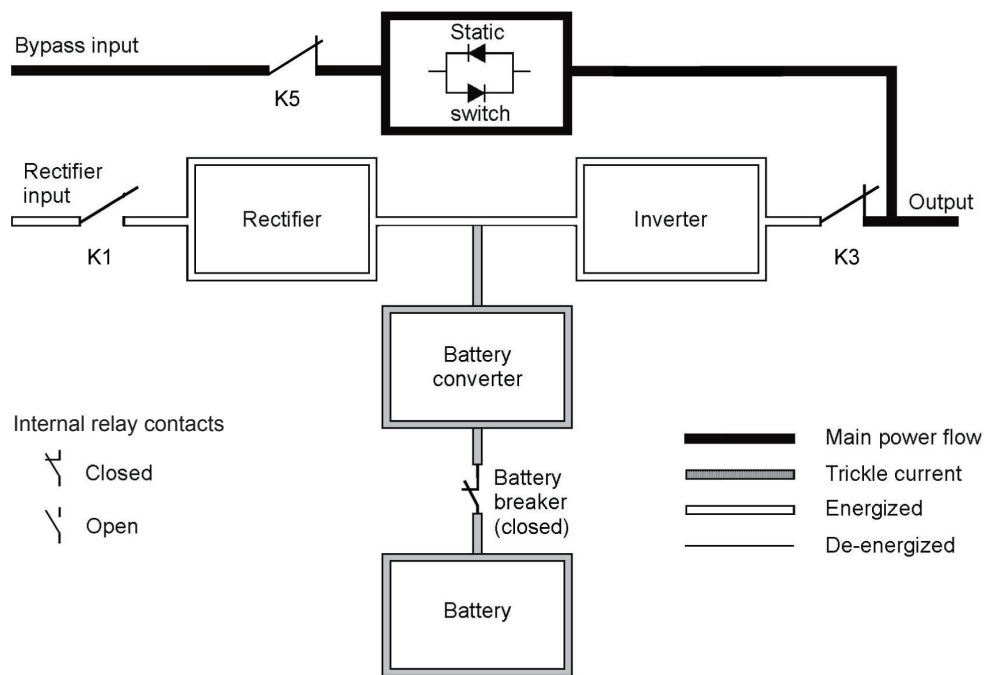 Bypass input
K5
Static
switch
Rectifier
input
K1
Rectifier
Inverter
K3
Output
Battery
converter
Battery
breaker
(closed)
Battery
Internal relay contacts
Closed
Open
Main power flow
Trickle current
Energized
De-energized